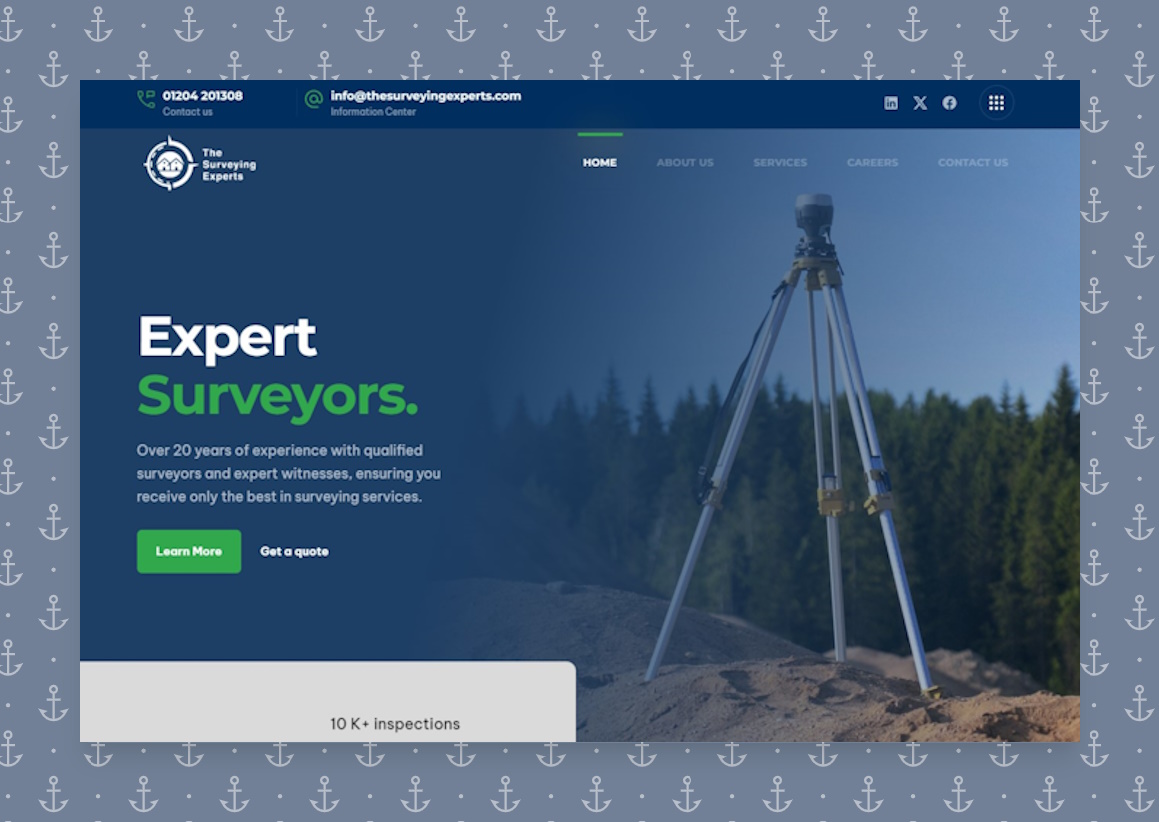 01204 201308
Contact us
info@thesurveyingexperts.com
Information Center
The
Surveying
Experts
HOME
ABOUT US
SERVICES
CAREERS
CONTACT US
Expert
Surveyors.
Over 20 years of experience with qualified
surveyors and expert witnesses, ensuring you
receive only the best in surveying services.
Learn More
Get a quote
10 K+ inspections